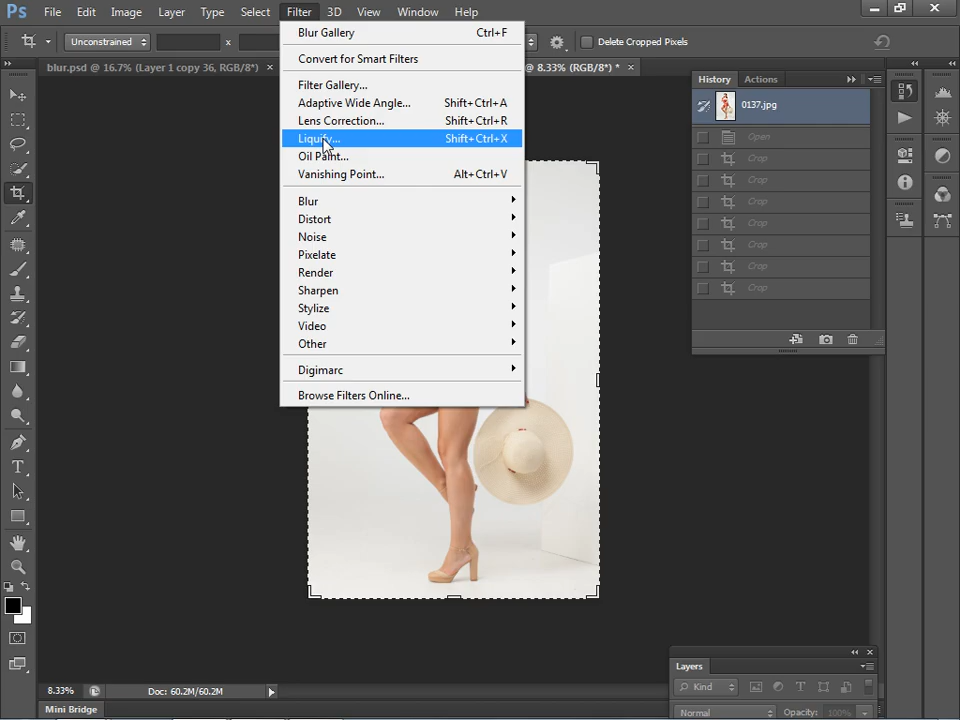 Ps File Edit Image Layer Type Select Filter 3D View Window Help
Unconstrained x Delete Cropped Pixels
blur.psd @ 16.7% (Layer 1 copy 36, RGB/8*) × @ 8.33% (RGB/8*) * ×
Blur Gallery Ctrl+F
Convert for Smart Filters
Filter Gallery...
Adaptive Wide Angle... Shift+Ctrl+A
Lens Correction... Shift+Ctrl+R
Liquify... Shift+Ctrl+X
Oil Paint...
Vanishing Point... Alt+Ctrl+V
Blur
Distort
Noise
Pixelate
Render
Sharpen
Stylize
Video
Other
Digimarc
Browse Filters Online...
History Actions
0137.jpg
Open
Crop
Crop
Crop
Crop
Crop
Crop
Crop
Layers
Kind
Normal Opacity: 100%
8.33% Doc: 60.2M/60.2M
Mini Bridge